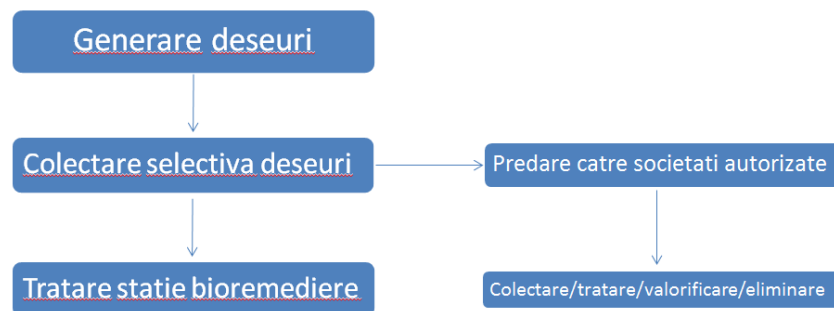 Generare deseuri
Colectare selectiva deseuri
Predare catre societati autorizate
Tratare statie bioremediere
Colectare/tratare/valorificare/eliminare